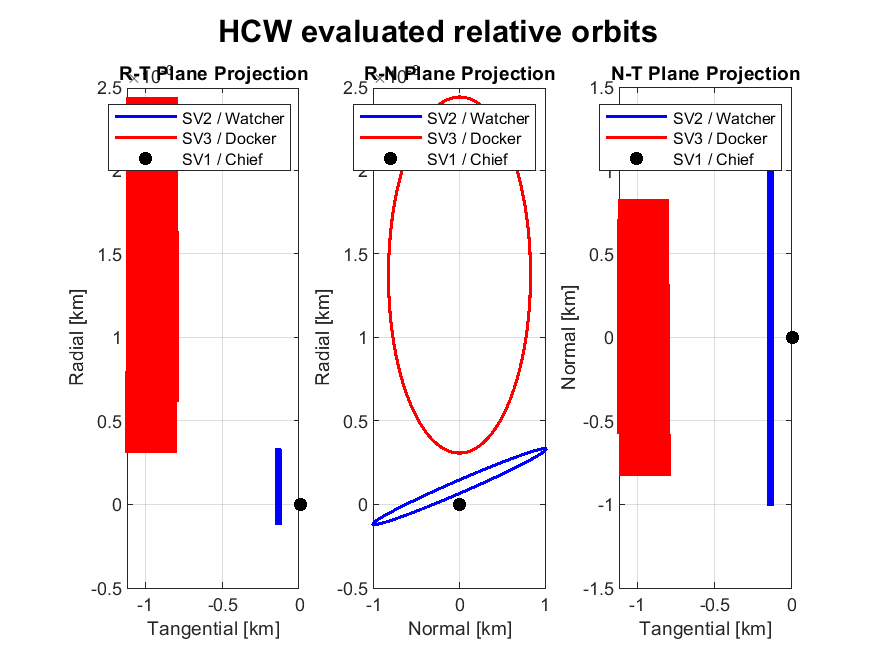 HCW evaluated relative orbits
R-T Plane Projection
2.5
2
1.5
1
0.5
0
-0.5
-1
-0.5
0
Radial [km]
Tangential [km]
SV2 / Watcher
SV3 / Docker
SV1 / Chief
R-N Plane Projection
2.5
2
1.5
1
0.5
0
-0.5
-1
0
1
Radial [km]
Normal [km]
SV2 / Watcher
SV3 / Docker
SV1 / Chief
N-T Plane Projection
1.5
1
0.5
0
-0.5
-1
-1.5
-1
-0.5
0
Normal [km]
Tangential [km]
SV2 / Watcher
SV3 / Docker
SV1 / Chief